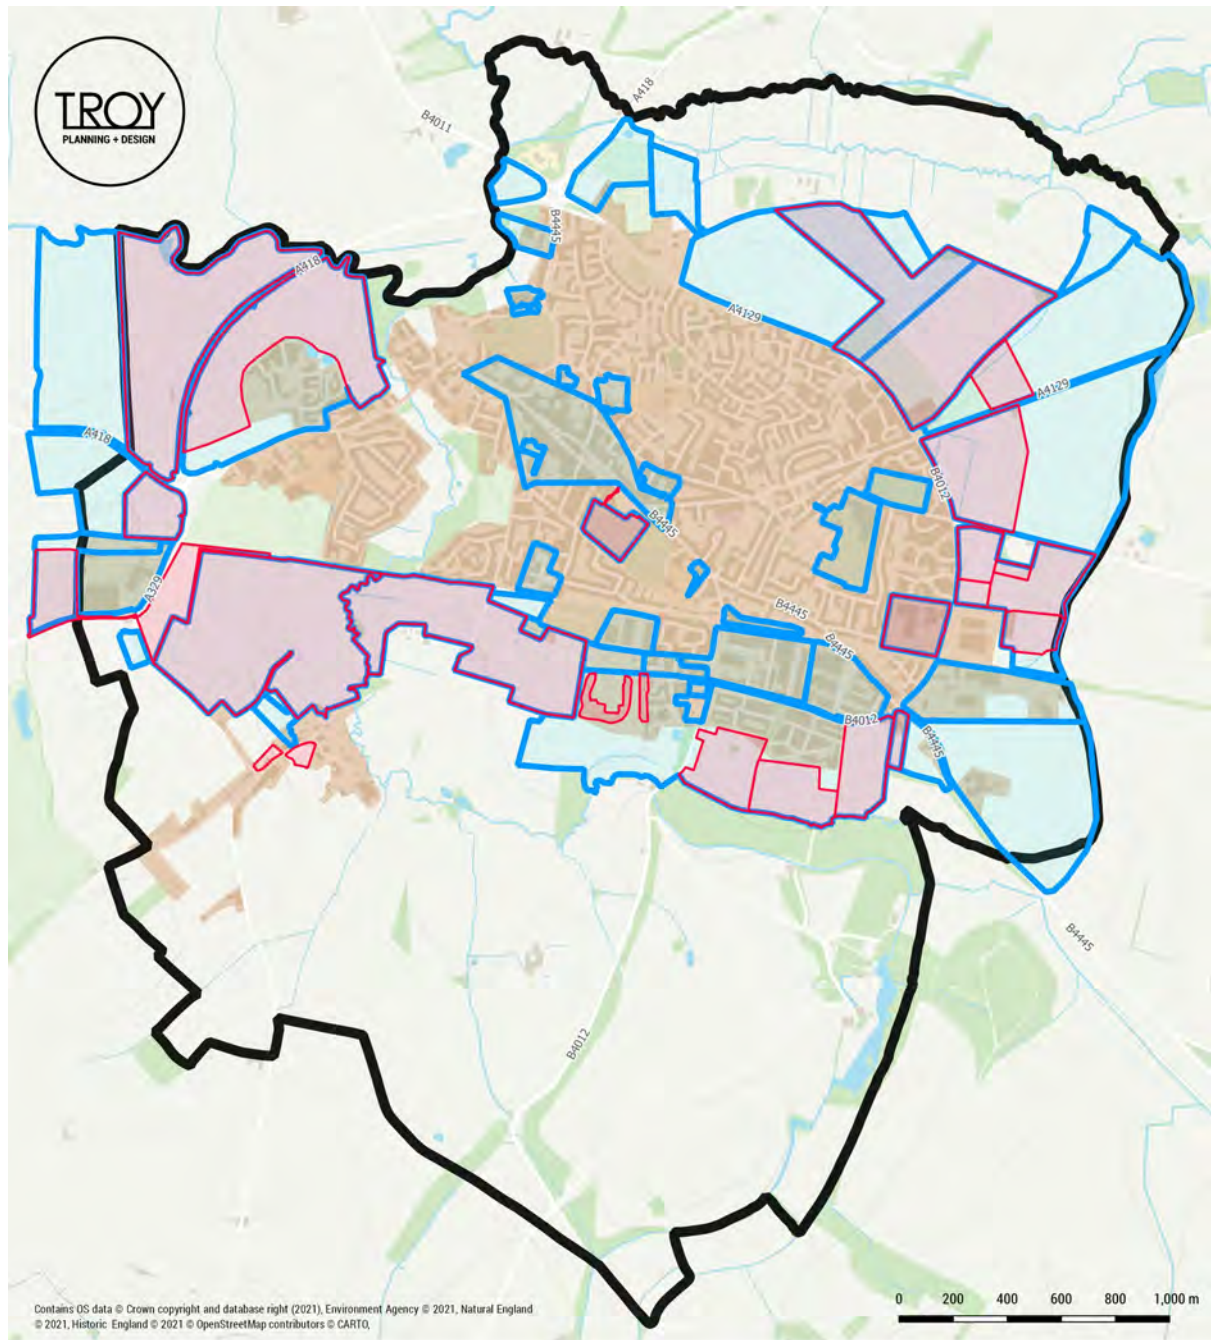 TROY
PLANNING + DESIGN
A418
B4011
B4445
A418
A4129
A4129
A418
B4012
B4445
A329
B4445
B4445
B4012
B4445
B4445
B4012
Contains OS data © Crown copyright and database right (2021), Environment Agency © 2021, Natural England
© 2021, Historic England © 2021 © OpenStreetMap contributors © CARTO,
0 200 400 600 800 1,000 m